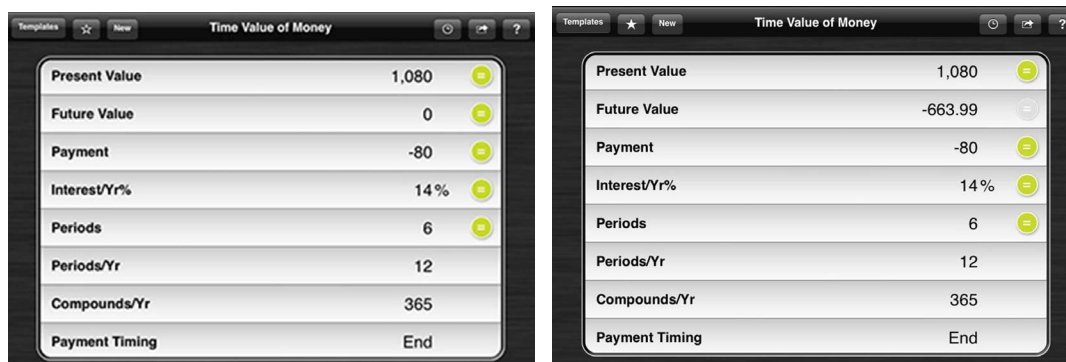 Templates ☆ New Time Value of Money ?
Present Value 1,080 =
Future Value 0 =
Payment -80 =
Interest/Yr% 14% =
Periods 6 =
Periods/Yr 12
Compounds/Yr 365
Payment Timing End
Templates ★ New Time Value of Money ?
Present Value 1,080 =
Future Value -663.99 =
Payment -80 =
Interest/Yr% 14% =
Periods 6 =
Periods/Yr 12
Compounds/Yr 365
Payment Timing End